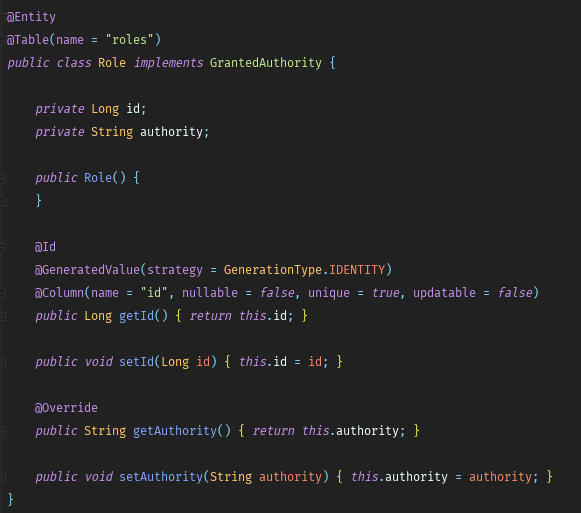 @Entity
@Table(name = "roles")
public class Role implements GrantedAuthority {
private Long id;
private String authority;
public Role() {
}
@Id
@GeneratedValue(strategy = GenerationType.IDENTITY)
@Column(name = "id", nullable = false, unique = true, updatable = false)
public Long getId() { return this.id; }
public void setId(Long id) { this.id = id; }
@Override
public String getAuthority() { return this.authority; }
public void setAuthority(String authority) { this.authority = authority; }
}